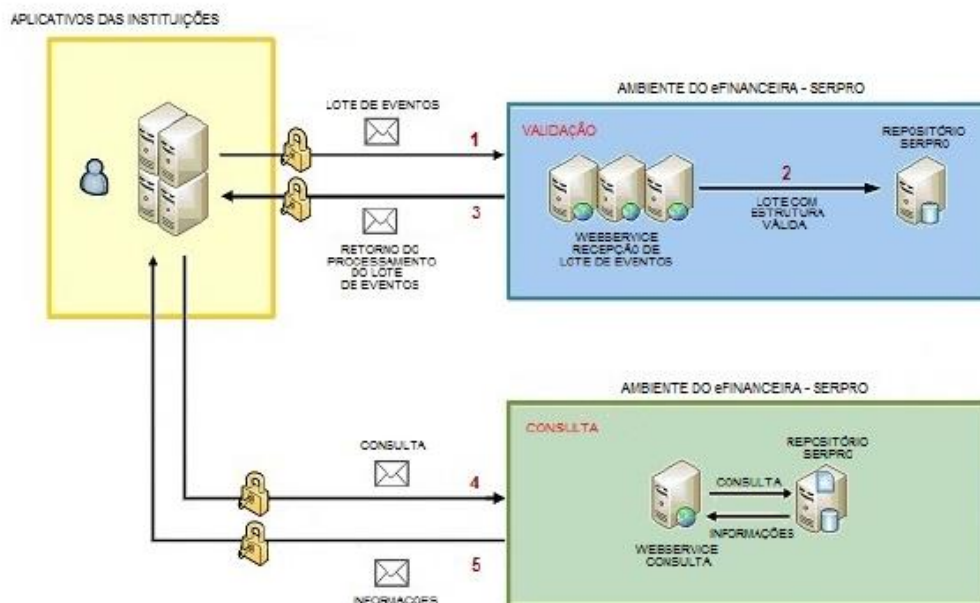 APLICATIVOS DAS INSTITUIÇÕES
AMBIENTE DO eFINANCEIRA - SERPRO
LOTE DE EVENTOS
1
VALIDAÇÃO
REPOSITÓRIO
SERPRO
2
LOTE COM
ESTRUTURA
VÁLIDA
3
WEBSERVICE
RECEPÇÃO DE
LOTE DE EVENTOS
RETORNO DO
PROCESSAMENTO
DO LOTE
DE EVENTOS
AMBIENTE DO eFINANCEIRA - SERPRO
CONSULTA
CONSULTA
REPOSITÓRIO
SERPRO
4
CONSULTA
INFORMAÇÕES
WEBSERVICE
CONSULTA
5
INFORMAÇÕES